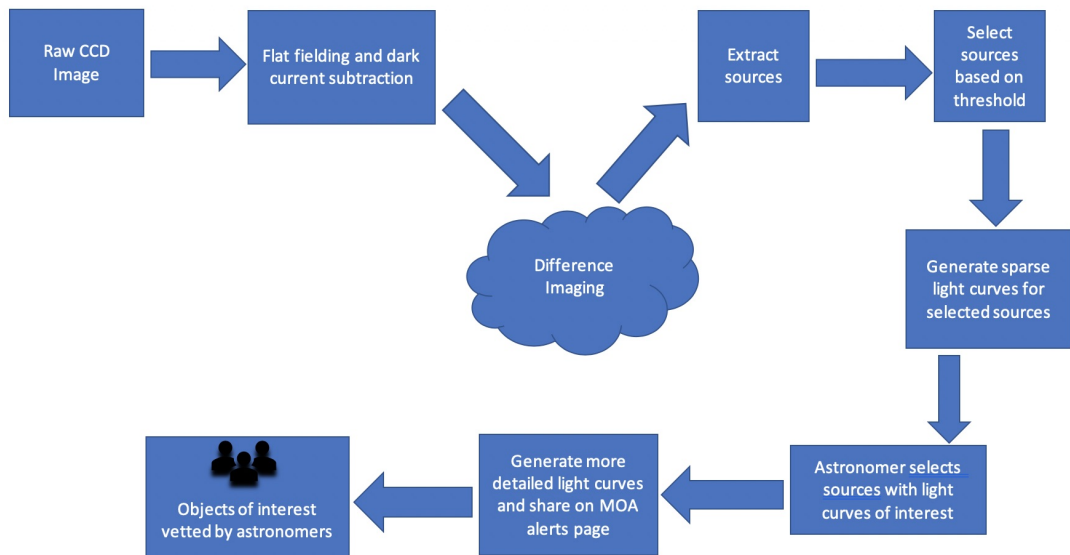 Raw CCD
Image
Flat fielding and dark
current subtraction
Difference
Imaging
Extract
sources
Select
sources
based on
threshold
Generate sparse
light curves for
selected sources
Astronomer selects
sources with light
curves of interest
Generate more
detailed light curves
and share on MOA
alerts page
Objects of interest
vetted by astronomers